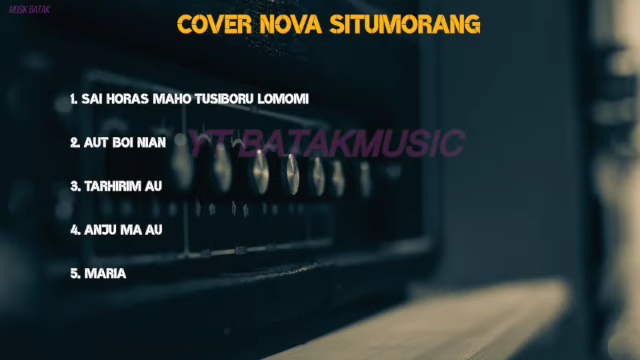 MUSIK BATAK
COVER NOVA SITUMORANG
1. SAI HORAS MAHO TUSIBORU LOMOMI
2. AUT BOI NIAN
YT BATAKMUSIC
3. TARHIRIM AU
4. ANJU MA AU
5. MARIA